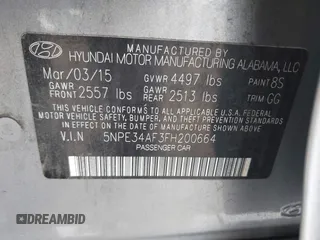 MANUFACTURED BY
HYUNDAI MOTOR MANUFACTURING ALABAMA, LLC
Mar/03/15 GVWR 4497 lbs PAINT 8S
GAWR FRONT 2557 lbs GAWR REAR 2513 lbs TRIM GG
THIS VEHICLE CONFORMS TO ALL APPLICABLE U.S.A. FEDERAL
MOTOR VEHICLE SAFETY, BUMPER, AND THEFT PREVENTION
STANDARDS IN EFFECT ON THE DATE OF MANUFACTURE SHOWN ABOVE.
V.I.N 5NPE34AF3FH200664
PASSENGER CAR
DREAMBID
DREAMBID.COM